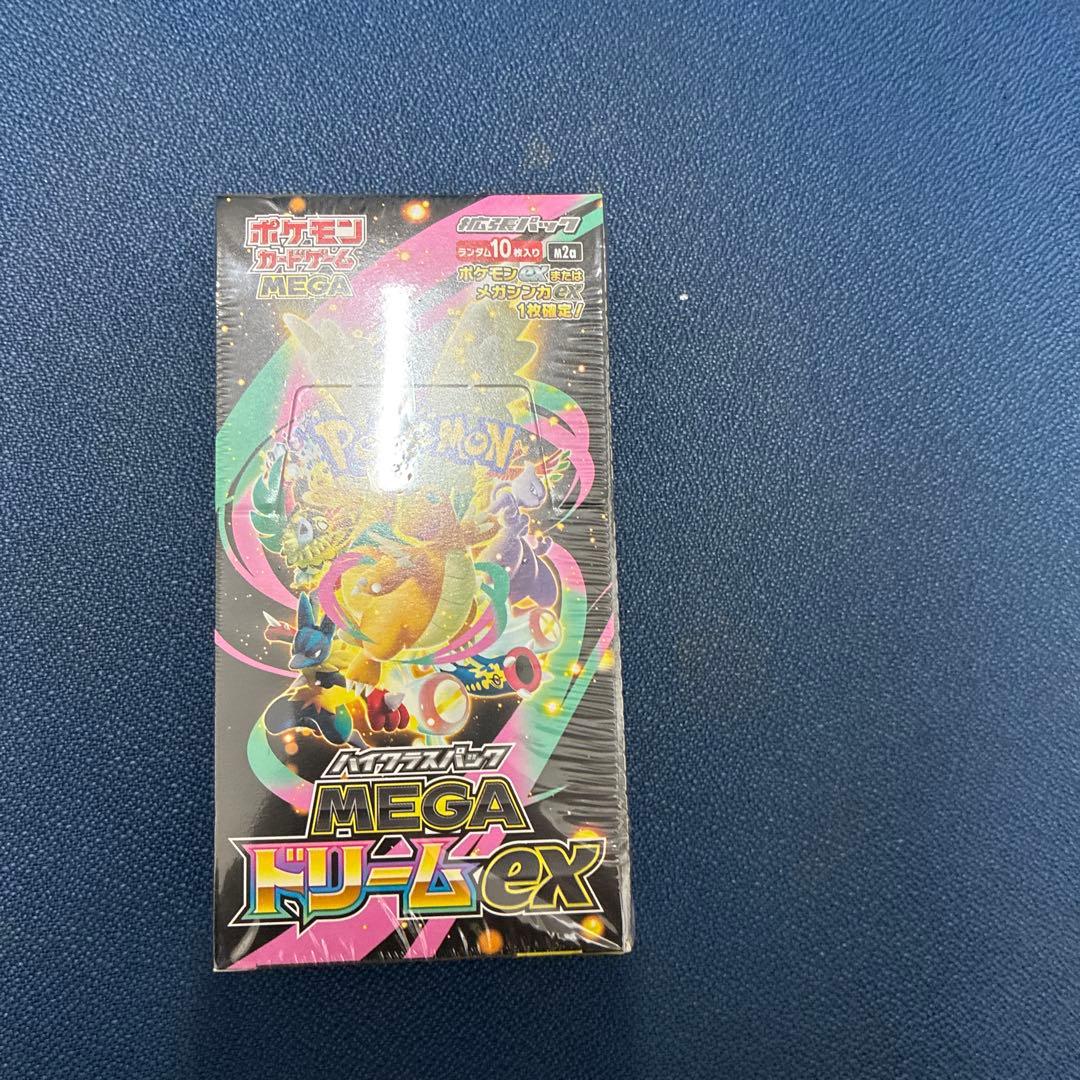 ポケモン
カードゲーム
MEGA
拡張パック
ランダム10枚入り
M2a
ポケモンexまたは
メガシンカex
1枚確定!
POKéMON
ハイクラスパック
MEGA
ドリームex